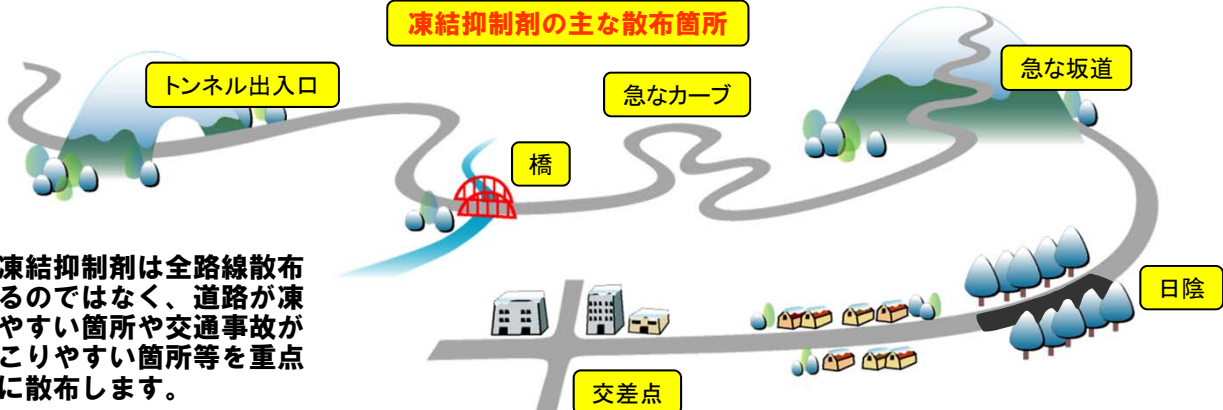 凍結抑制剤の主な散布箇所
トンネル出入口
急なカーブ
急な坂道
橋
日陰
交差点
凍結抑制剤は全路線散布
るのではなく、道路が凍
やすい箇所や交通事故が
こりやすい箇所等を重点
に散布します。